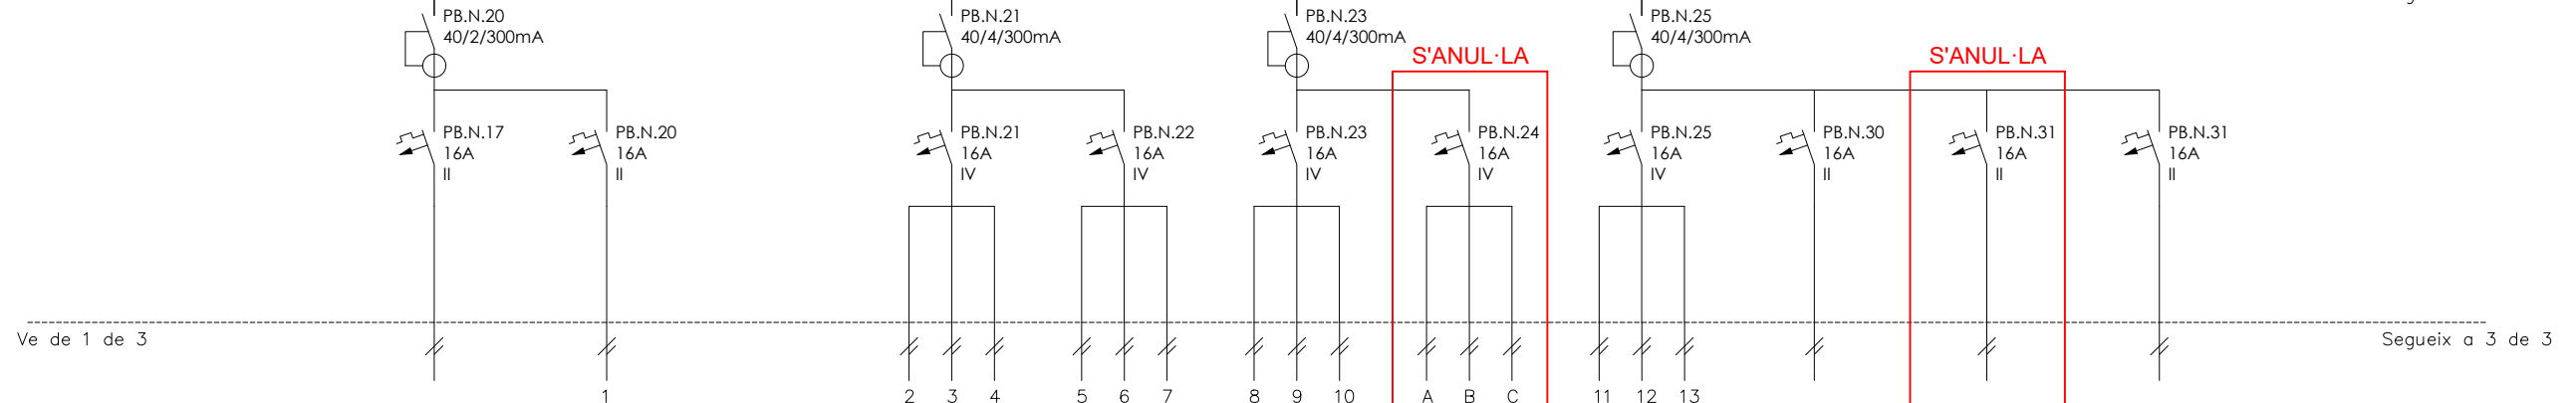 PB.N.20
40/2/300mA
PB.N.21
40/4/300mA
PB.N.23
40/4/300mA
PB.N.25
40/4/300mA
S'ANUL·LA
S'ANUL·LA
PB.N.17
16A
II
PB.N.20
16A
II
PB.N.21
16A
IV
PB.N.22
16A
IV
PB.N.23
16A
IV
PB.N.24
16A
IV
PB.N.25
16A
IV
PB.N.30
16A
II
PB.N.31
16A
II
PB.N.31
16A
II
Ve de 1 de 3
Segueix a 3 de 3
1 2 3 4 5 6 7 8 9 10 A B C 11 12 13